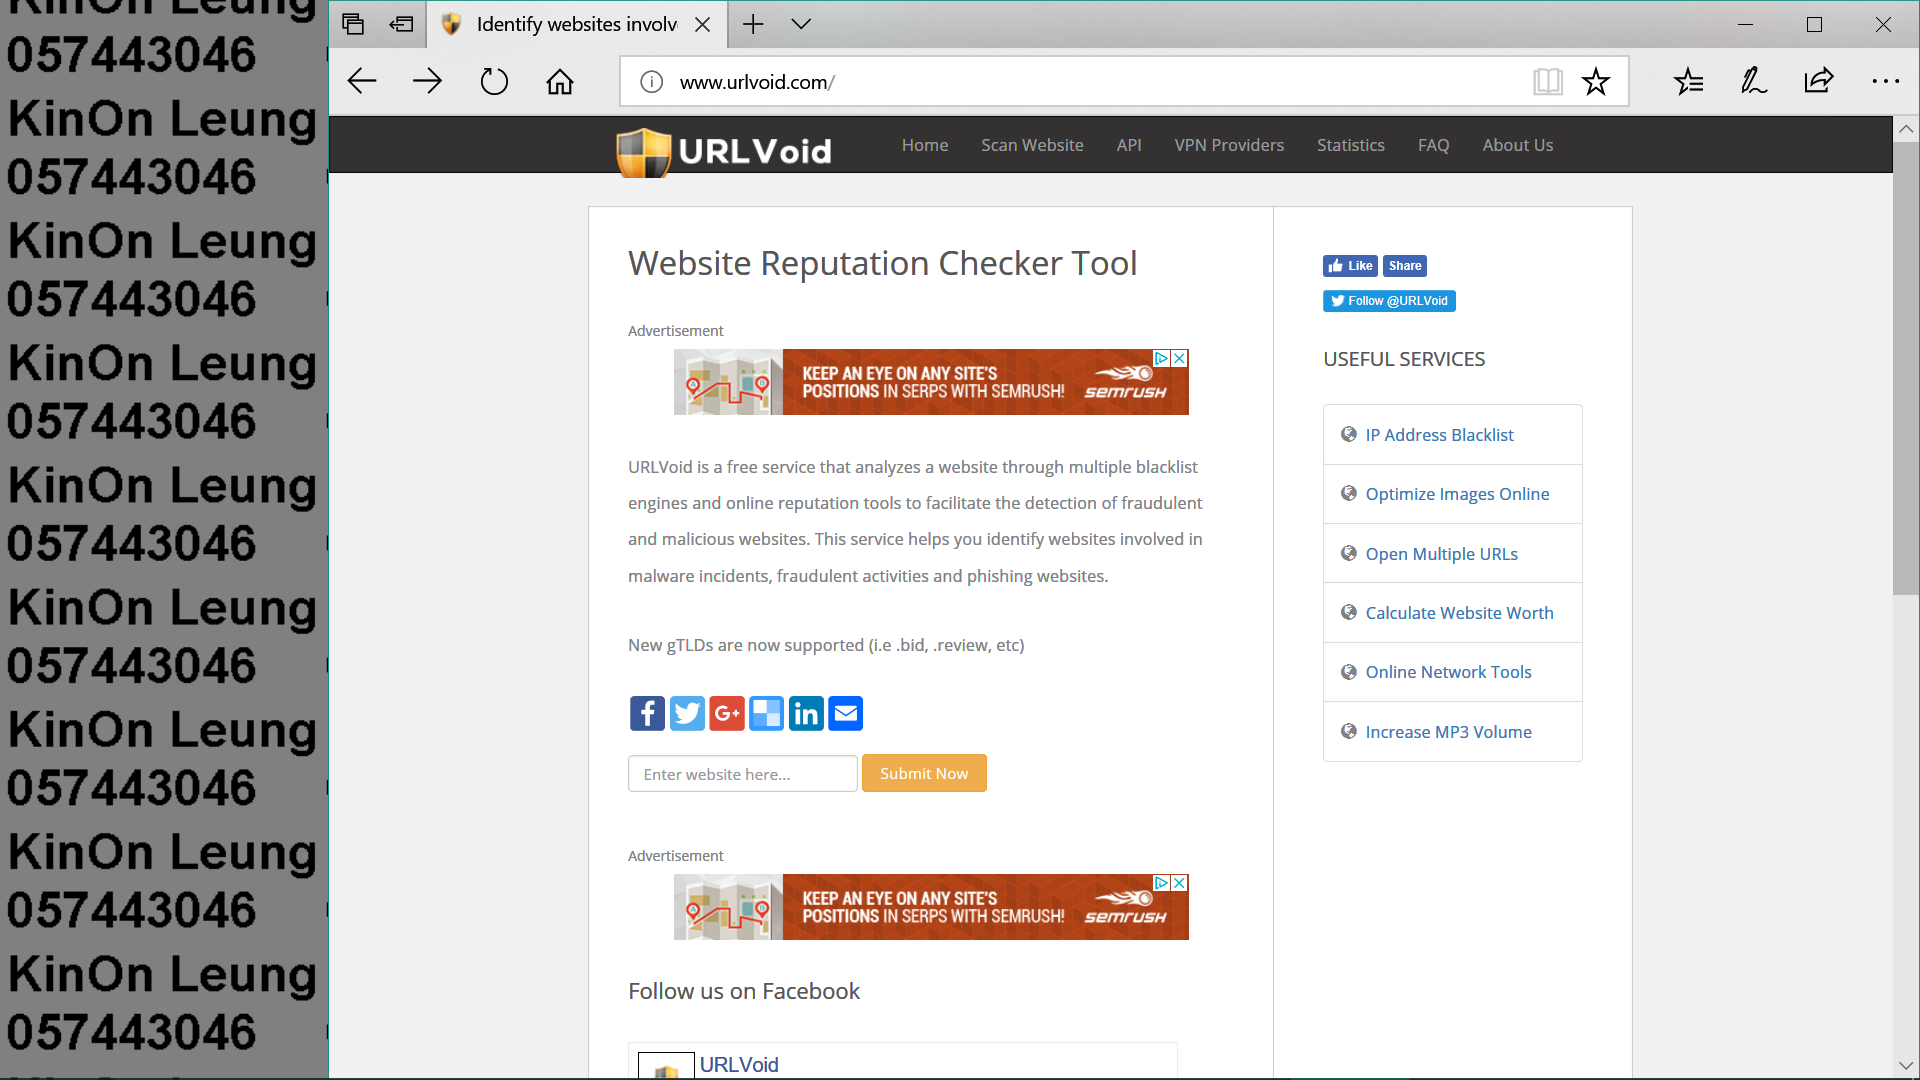 KinOn Leung
057443046
KinOn Leung
057443046
KinOn Leung
057443046
KinOn Leung
057443046
KinOn Leung
057443046
KinOn Leung
057443046
KinOn Leung
057443046
KinOn Leung
057443046
KinOn Leung
057443046
Identify websites involv
www.urlvoid.com/
URLVoid
Home Scan Website API VPN Providers Statistics FAQ About Us
Website Reputation Checker Tool
Advertisement
KEEP AN EYE ON ANY SITE'S
POSITIONS IN SERPS WITH SEMRUSH!
SEMRUSH
URLVoid is a free service that analyzes a website through multiple blacklist
engines and online reputation tools to facilitate the detection of fraudulent
and malicious websites. This service helps you identify websites involved in
malware incidents, fraudulent activities and phishing websites.
New gTLDs are now supported (i.e .bid, .review, etc)
Enter website here...
Submit Now
Advertisement
KEEP AN EYE ON ANY SITE'S
POSITIONS IN SERPS WITH SEMRUSH!
SEMRUSH
Follow us on Facebook
URLVoid
Like Share
Follow @URLVoid
USEFUL SERVICES
IP Address Blacklist
Optimize Images Online
Open Multiple URLs
Calculate Website Worth
Online Network Tools
Increase MP3 Volume